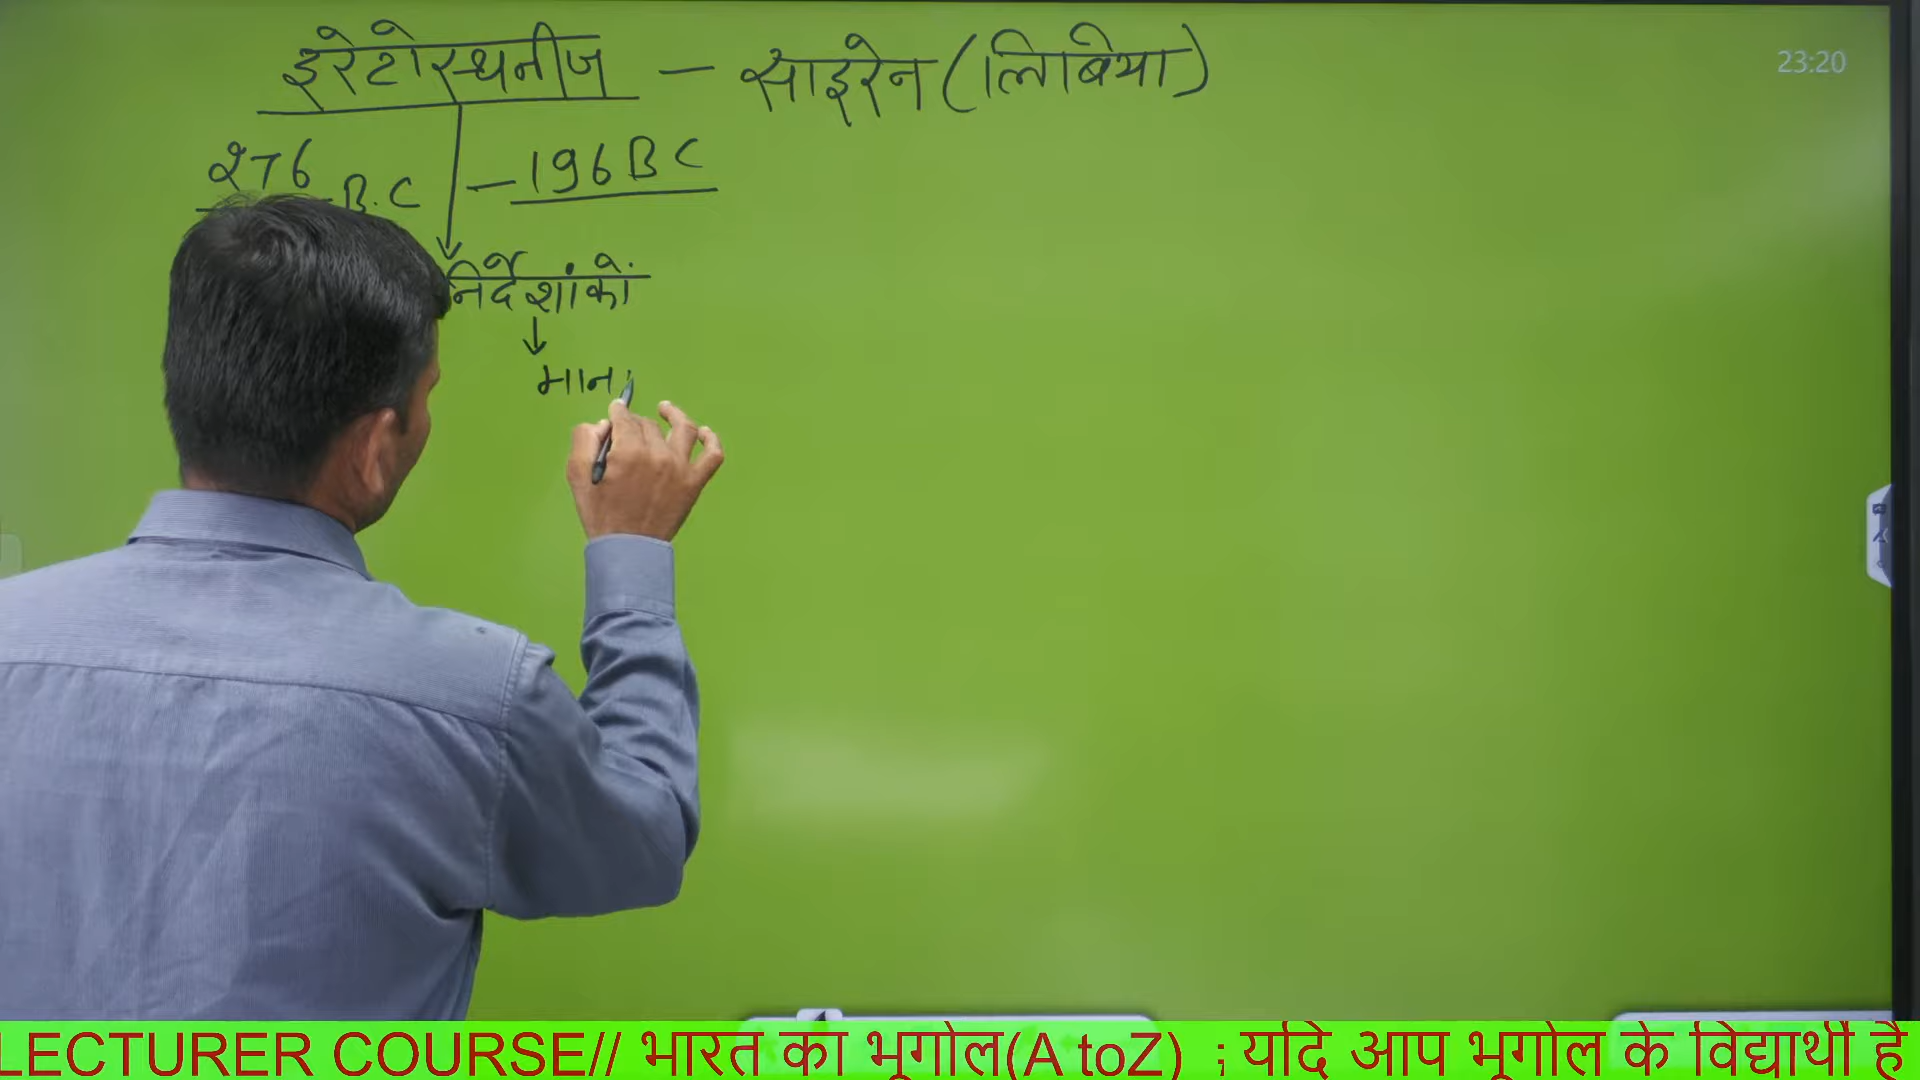 इरेटोस्थनीज - साइरेन (लिबिया)
23:20
276 B.C - 196 BC
निर्देशांकों
मान
LECTURER COURSE// भारत का भूगोल(A toZ) ; यदि आप भूगोल के विद्यार्थी है